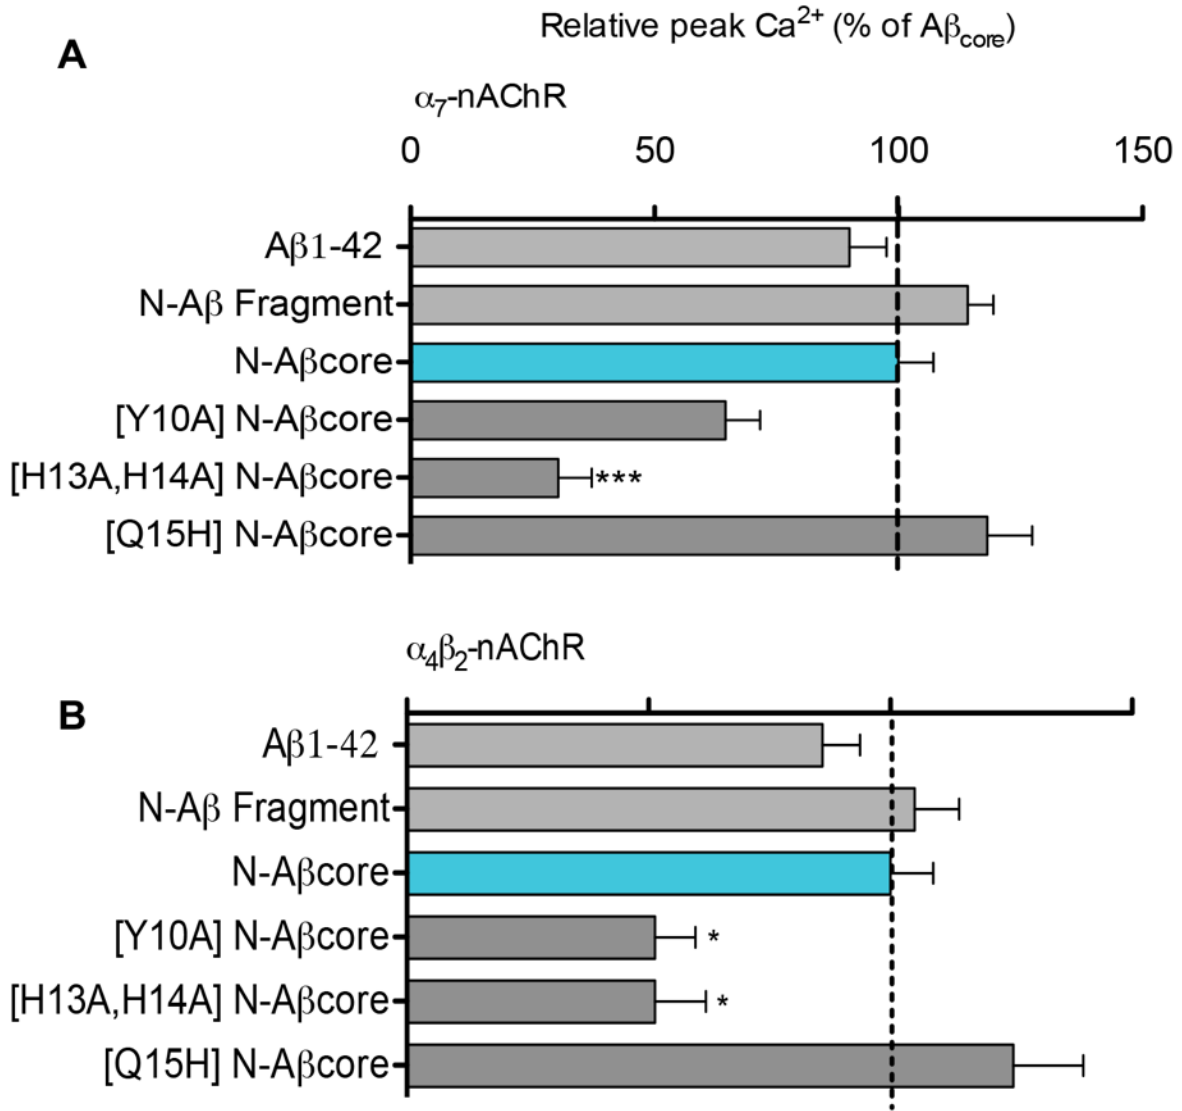 Relative peak Ca²⁺ (% of Aβcore)
A
α₇-nAChR
0 50 100 150
Aβ1-42
N-Aβ Fragment
N-Aβcore
[Y10A] N-Aβcore
[H13A,H14A] N-Aβcore ***
[Q15H] N-Aβcore
α₄β₂-nAChR
B
Aβ1-42
N-Aβ Fragment
N-Aβcore
[Y10A] N-Aβcore *
[H13A,H14A] N-Aβcore *
[Q15H] N-Aβcore